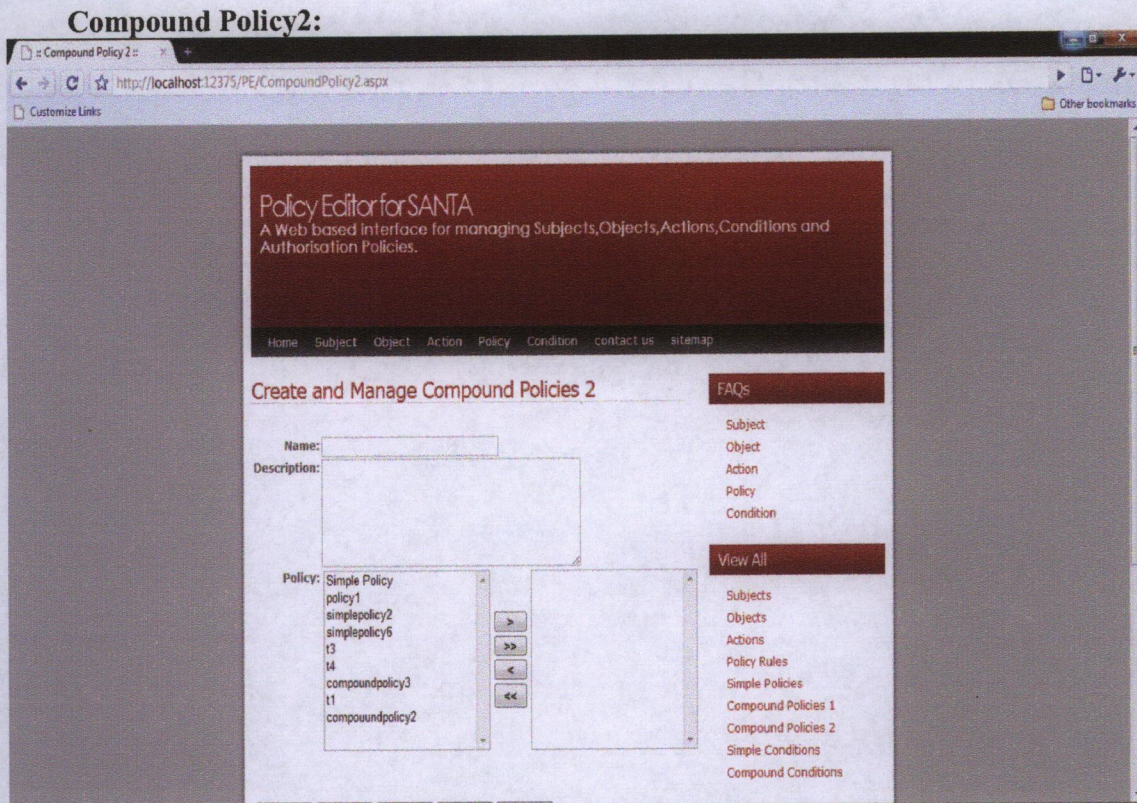 Compound Policy2:
:: Compound Policy 2 ::
http://localhost:12375/PE/CompoundPolicy2.aspx
Customize Links
Other bookmarks
Policy Editor for SANTA
A Web based interface for managing Subjects,Objects,Actions,Conditions and
Authorisation Policies.
Home Subject Object Action Policy Condition contact us sitemap
Create and Manage Compound Policies 2
Name:
Description:
Policy:
Simple Policy
policy1
simplepolicy2
simplepolicy6
t3
t4
compoundpolicy3
t1
compouundpolicy2
>
>>
<
<<
FAQs
Subject
Object
Action
Policy
Condition
View All
Subjects
Objects
Actions
Policy Rules
Simple Policies
Compound Policies 1
Compound Policies 2
Simple Conditions
Compound Conditions